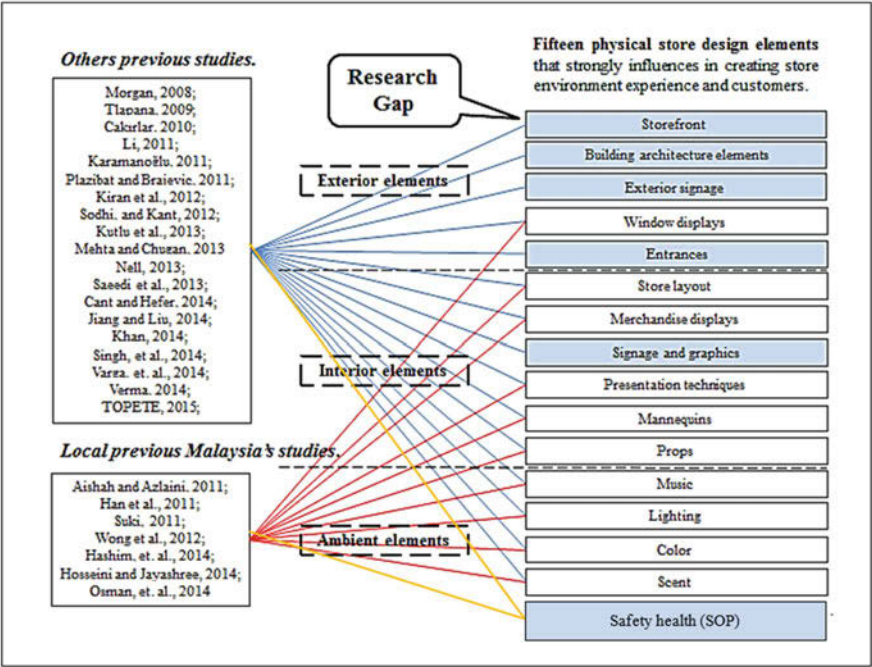 Others previous studies.
Morgan, 2008;
Tlapana, 2009;
Cakırlar, 2010;
Li, 2011;
Karamanoğlu, 2011;
Plazibat and Brajevic, 2011;
Kiran et al., 2012;
Sodhi, and Kant, 2012;
Kutlu et al., 2013;
Mehta and Chugan, 2013
Nell, 2013;
Saeedi et al., 2013;
Cant and Hefer, 2014;
Jiang and Liu, 2014;
Khan, 2014;
Singh, et al., 2014;
Varga, et. al., 2014;
Verma, 2014;
TOPETE, 2015;
Local previous Malaysia's studies.
Aishah and Azlaini, 2011;
Han et al., 2011;
Suki, 2011;
Wong et al., 2012;
Hashim, et. al., 2014;
Hosseini and Jayashree, 2014;
Osman, et. al., 2014
Research
Gap
Exterior elements
Interior elements
Ambient elements
Fifteen physical store design elements
that strongly influences in creating store
environment experience and customers.
Storefront
Building architecture elements
Exterior signage
Window displays
Entrances
Store layout
Merchandise displays
Signage and graphics
Presentation techniques
Mannequins
Props
Music
Lighting
Color
Scent
Safety health (SOP)